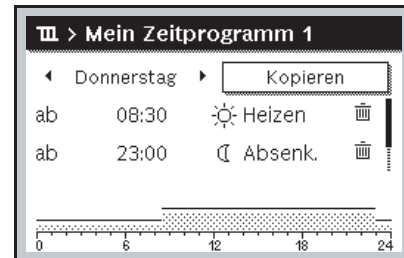 > Mein Zeitprogramm 1
Donnerstag Kopieren
ab 08:30 Heizen
ab 23:00 Absenk.
0 6 12 18 24